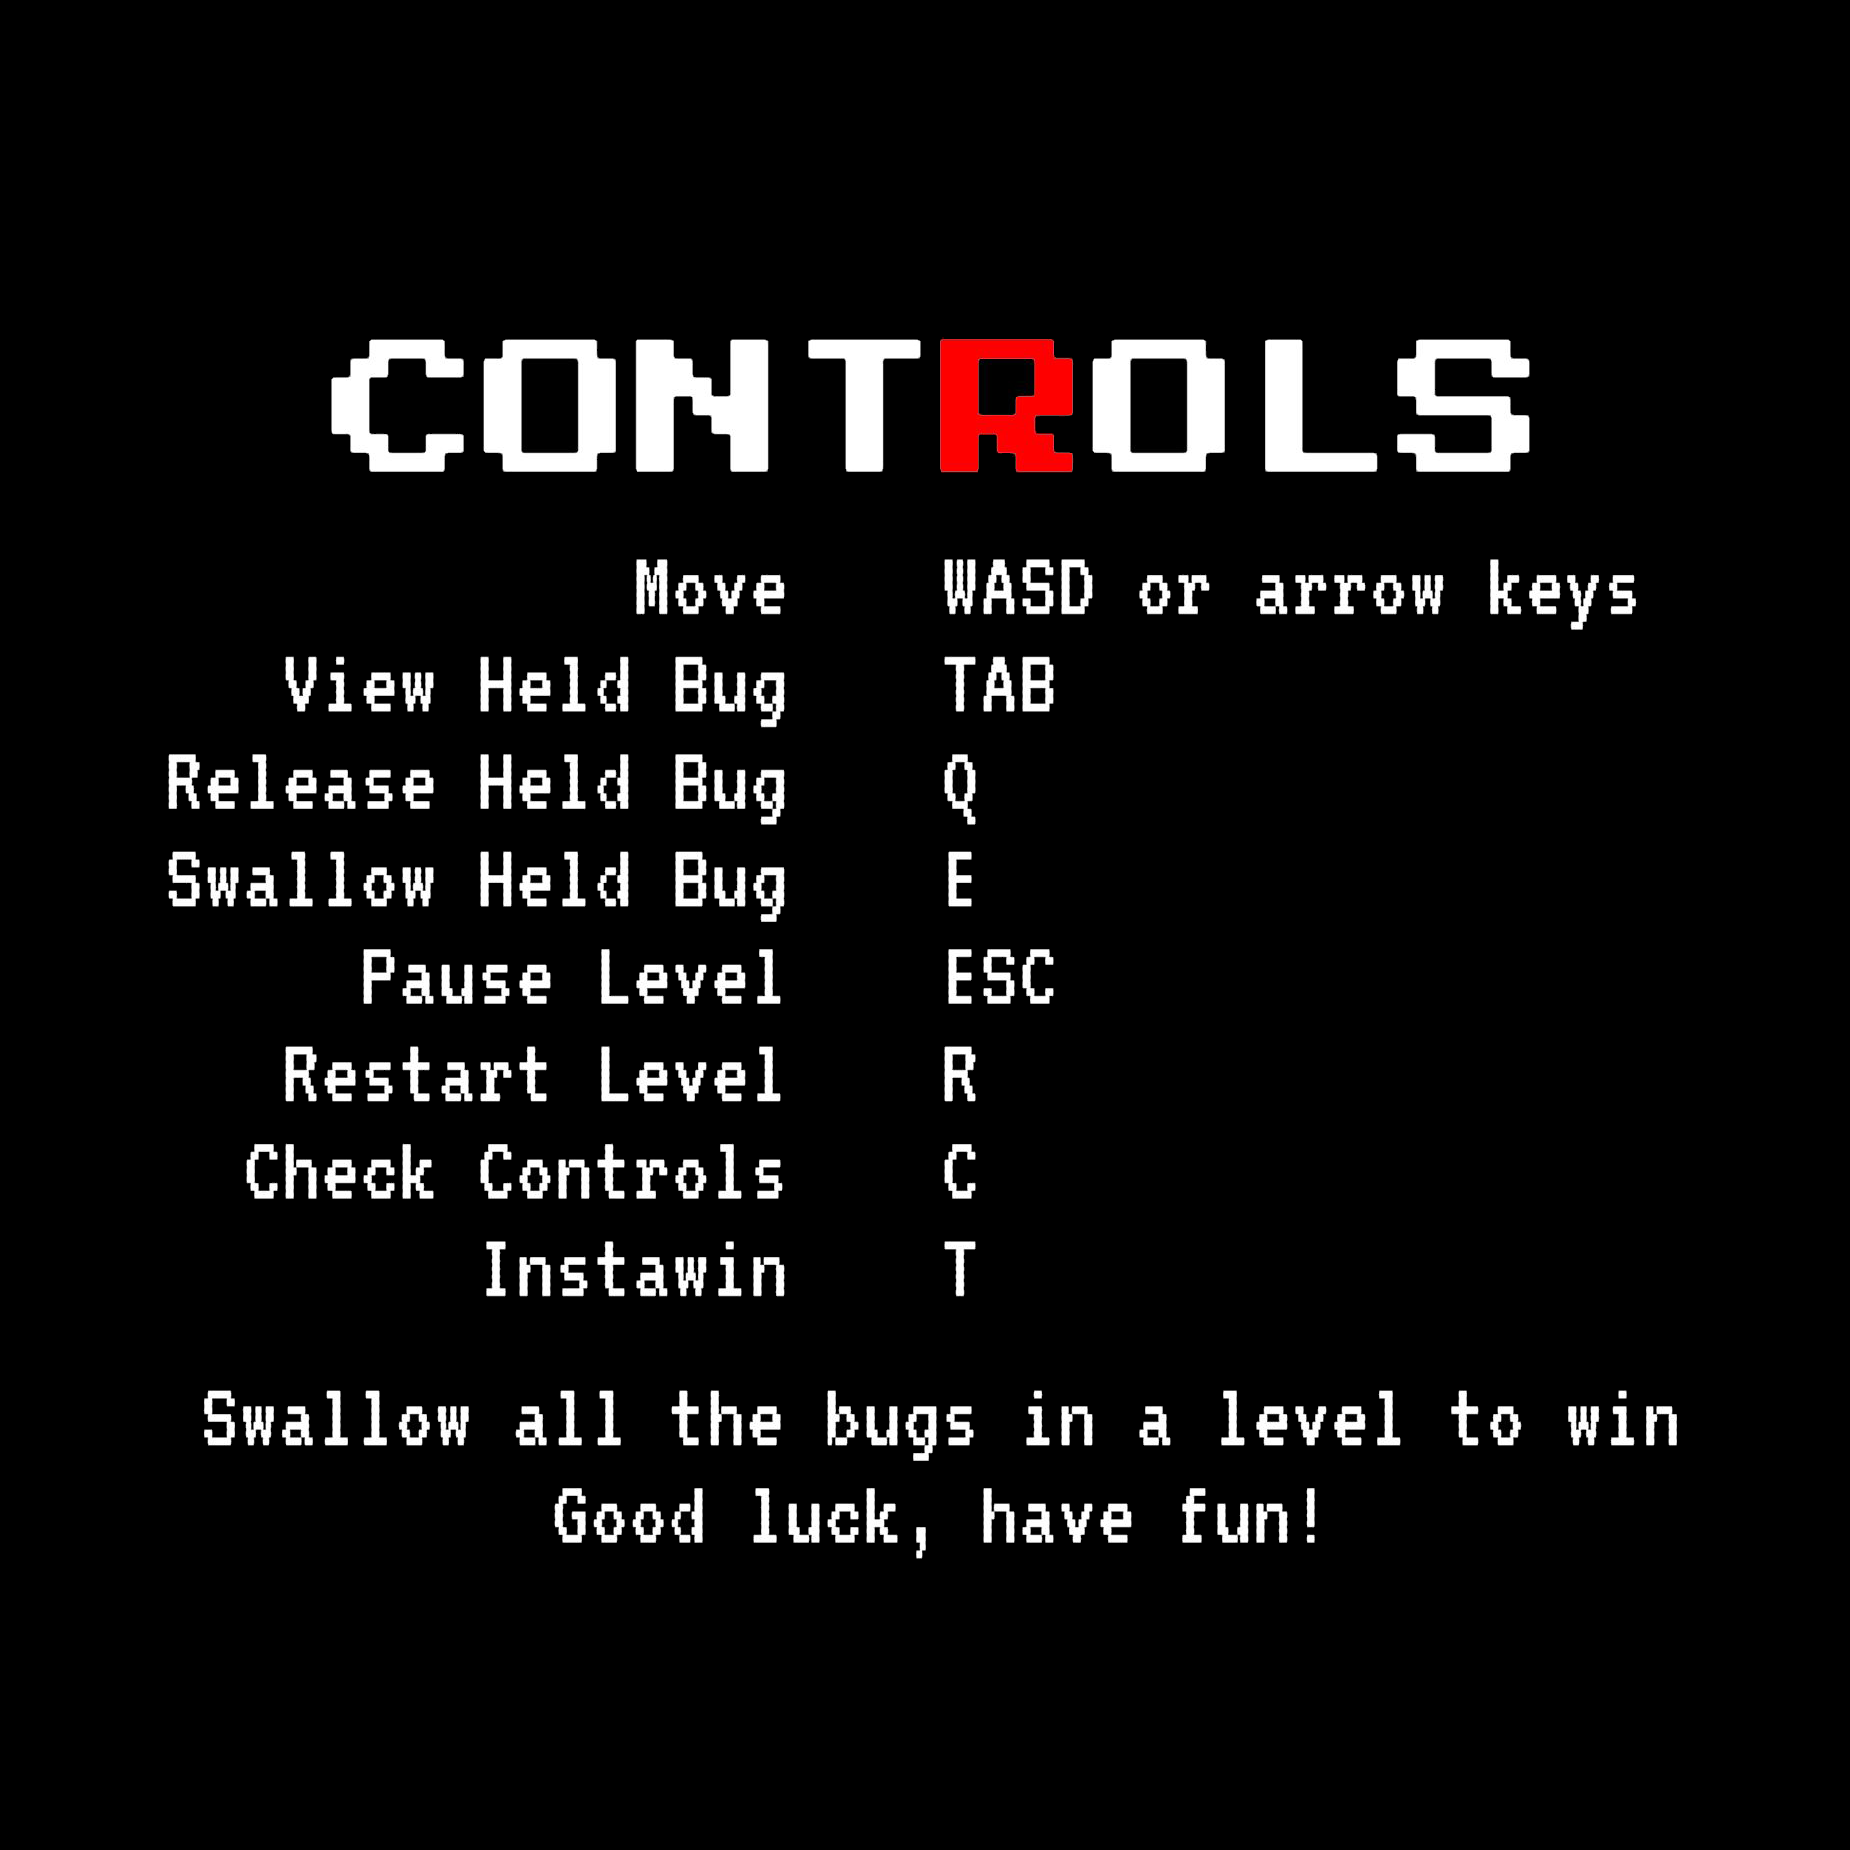 CONTROLS
Move WASD or arrow keys
View Held Bug TAB
Release Held Bug Q
Swallow Held Bug E
Pause Level ESC
Restart Level R
Check Controls C
Instawin T
Swallow all the bugs in a level to win
Good luck, have fun!